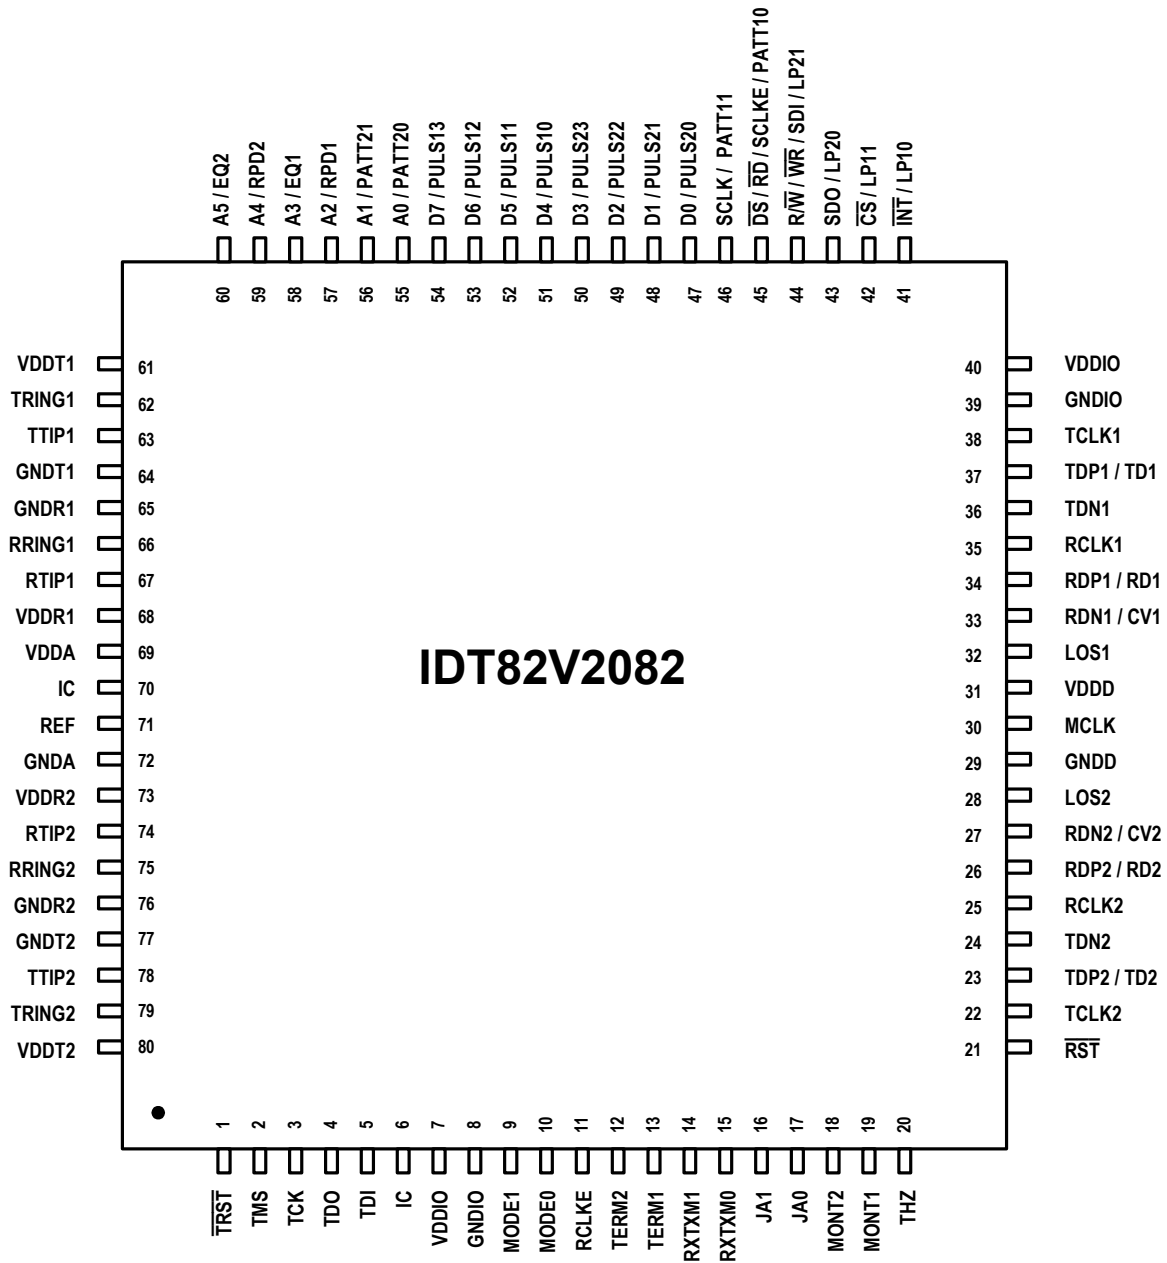 A5 / EQ2
A4 / RPD2
A3 / EQ1
A2 / RPD1
A1 / PATT21
A0 / PATT20
D7 / PULS13
D6 / PULS12
D5 / PULS11
D4 / PULS10
D3 / PULS23
D2 / PULS22
D1 / PULS21
D0 / PULS20
SCLK / PATT11
D̅S̅ / R̅D̅ / SCLKE / PATT10
R/W̅ / W̅R̅ / SDI / LP21
SDO / LP20
C̅S̅ / LP11
I̅N̅T̅ / LP10
60
59
58
57
56
55
54
53
52
51
50
49
48
47
46
45
44
43
42
41
VDDT1 61
TRING1 62
TTIP1 63
GNDT1 64
GNDR1 65
RRING1 66
RTIP1 67
VDDR1 68
VDDA 69
IC 70
REF 71
GNDA 72
VDDR2 73
RTIP2 74
RRING2 75
GNDR2 76
GNDT2 77
TTIP2 78
TRING2 79
VDDT2 80
IDT82V2082
40 VDDIO
39 GNDIO
38 TCLK1
37 TDP1 / TD1
36 TDN1
35 RCLK1
34 RDP1 / RD1
33 RDN1 / CV1
32 LOS1
31 VDDD
30 MCLK
29 GNDD
28 LOS2
27 RDN2 / CV2
26 RDP2 / RD2
25 RCLK2
24 TDN2
23 TDP2 / TD2
22 TCLK2
21 R̅S̅T̅
1
2
3
4
5
6
7
8
9
10
11
12
13
14
15
16
17
18
19
20
T̅R̅S̅T̅
TMS
TCK
TDO
TDI
IC
VDDIO
GNDIO
MODE1
MODE0
RCLKE
TERM2
TERM1
RXTXM1
RXTXM0
JA1
JA0
MONT2
MONT1
THZ